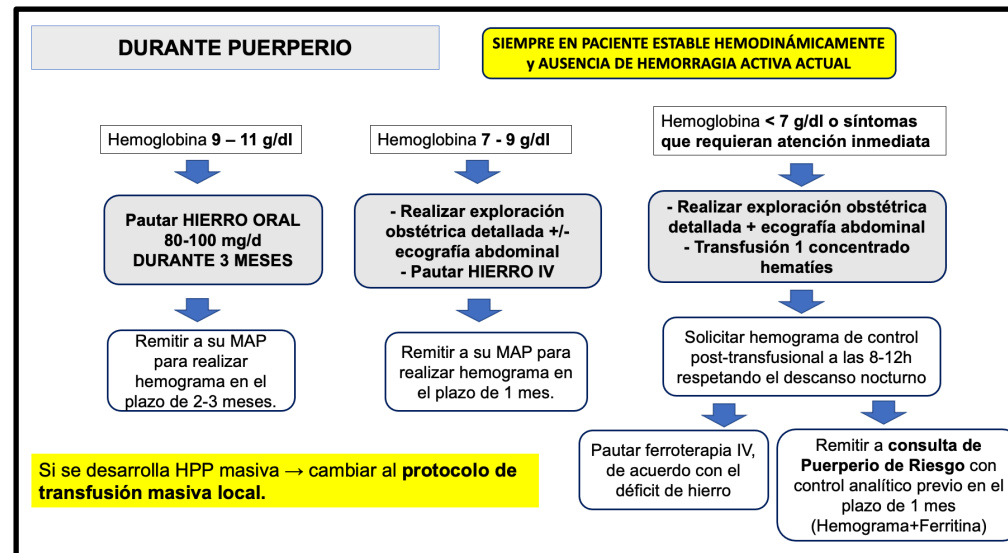 DURANTE PUERPERIO
SIEMPRE EN PACIENTE ESTABLE HEMODINÁMICAMENTE
y AUSENCIA DE HEMORRAGIA ACTIVA ACTUAL
Hemoglobina 9 – 11 g/dl
Pautar HIERRO ORAL
80-100 mg/d
DURANTE 3 MESES
Remitir a su MAP
para realizar
hemograma en el
plazo de 2-3 meses.
Hemoglobina 7 - 9 g/dl
- Realizar exploración
obstétrica detallada +/-
ecografía abdominal
- Pautar HIERRO IV
Remitir a su MAP para
realizar hemograma en
el plazo de 1 mes.
Hemoglobina < 7 g/dl o síntomas
que requieran atención inmediata
- Realizar exploración obstétrica
detallada + ecografía abdominal
- Transfusión 1 concentrado
hematíes
Solicitar hemograma de control
post-transfusional a las 8-12h
respetando el descanso nocturno
Pautar ferroterapia IV,
de acuerdo con el
déficit de hierro
Remitir a consulta de
Puerperio de Riesgo con
control analítico previo en el
plazo de 1 mes
(Hemograma+Ferritina)
Si se desarrolla HPP masiva → cambiar al protocolo de
transfusión masiva local.